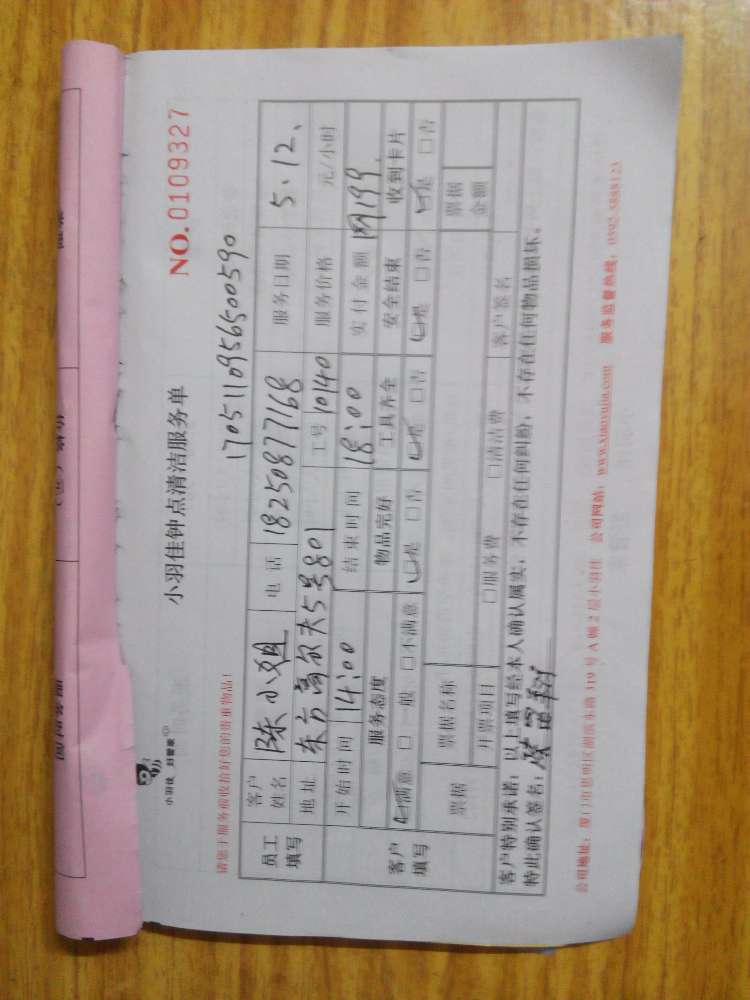 小羽佳 好管家
小羽佳钟点清洁服务单
NO.0109327
请您于服务前收拾好您的贵重物品!
1705110956500590
员工填写
客户姓名 陈小姐 电话 18250877168 服务日期 5.12、
地址 东方高尔夫5号801 工号 10140 服务价格 元/小时
开始时间 14:00 结束时间 18:00 实付金额 网199
客户填写
服务态度 物品完好 工具齐全 安全结束 收到卡片
☑满意 □一般 □不满意 ☑是 □否 ☑是 □否 ☑是 □否 ☑是 □否
票据 票据名称 票据金额
开票项目 □服务费 □清洁费 客户签名
客户特别承诺：以上填写经本人确认属实，不存在任何纠纷，不存在任何物品损坏。
特此确认签名：
公司地址：厦门市思明区湖滨东路319号A幢2层小羽佳 公司网站：www.xiaoyujia.com 服务监督热线：0592-5888123